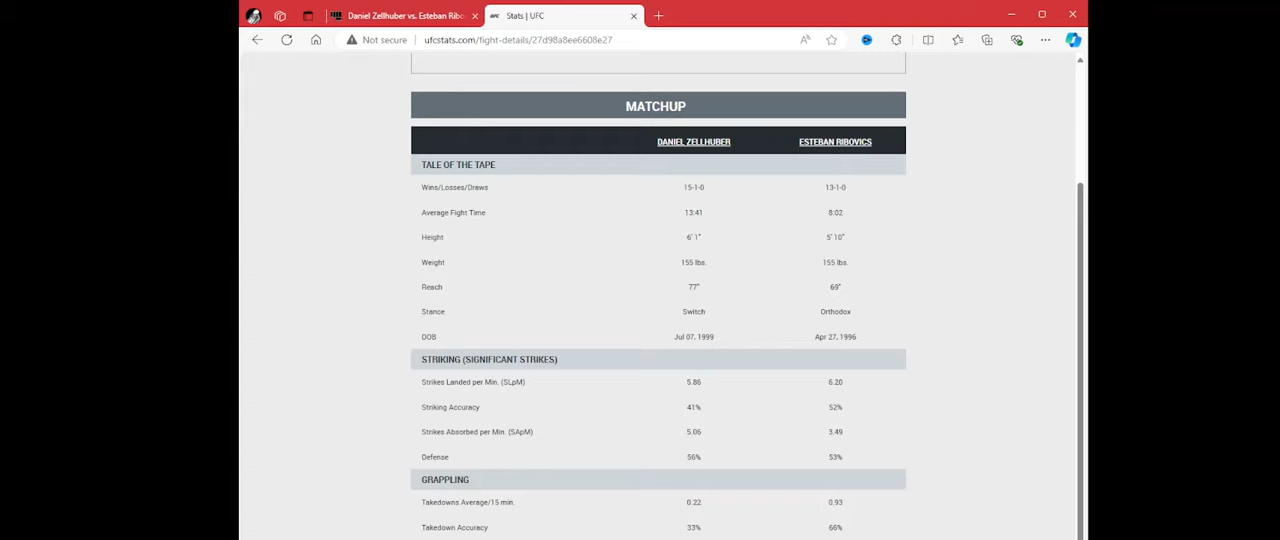 Daniel Zellhuber vs. Esteban Ribo
UFC Stats | UFC
Not secure ufcstats.com/fight-details/27d98a8ee6608e27
MATCHUP
DANIEL ZELLHUBER ESTEBAN RIBOVICS
TALE OF THE TAPE
Wins/Losses/Draws 15-1-0 13-1-0
Average Fight Time 13:41 8:02
Height 6' 1" 5' 10"
Weight 155 lbs. 155 lbs.
Reach 77" 69"
Stance Switch Orthodox
DOB Jul 07, 1999 Apr 27, 1996
STRIKING (SIGNIFICANT STRIKES)
Strikes Landed per Min. (SLpM) 5.86 6.20
Striking Accuracy 41% 52%
Strikes Absorbed per Min. (SApM) 5.06 3.49
Defense 56% 53%
GRAPPLING
Takedowns Average/15 min. 0.22 0.93
Takedown Accuracy 33% 66%